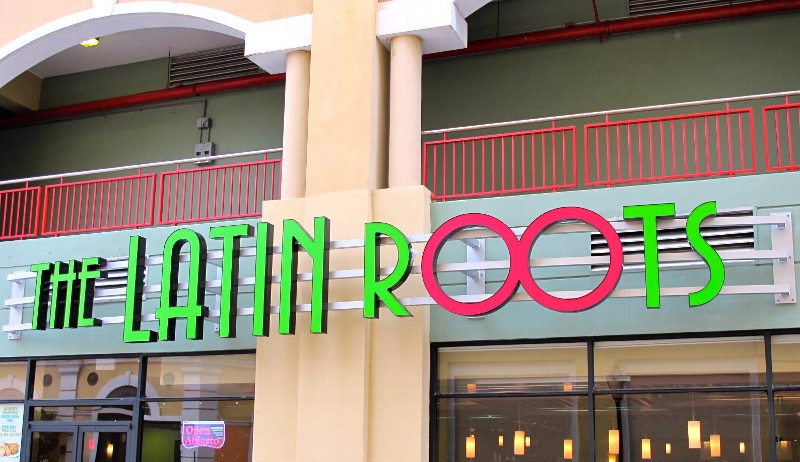 THE LATIN ROOTS
Open
Abierto